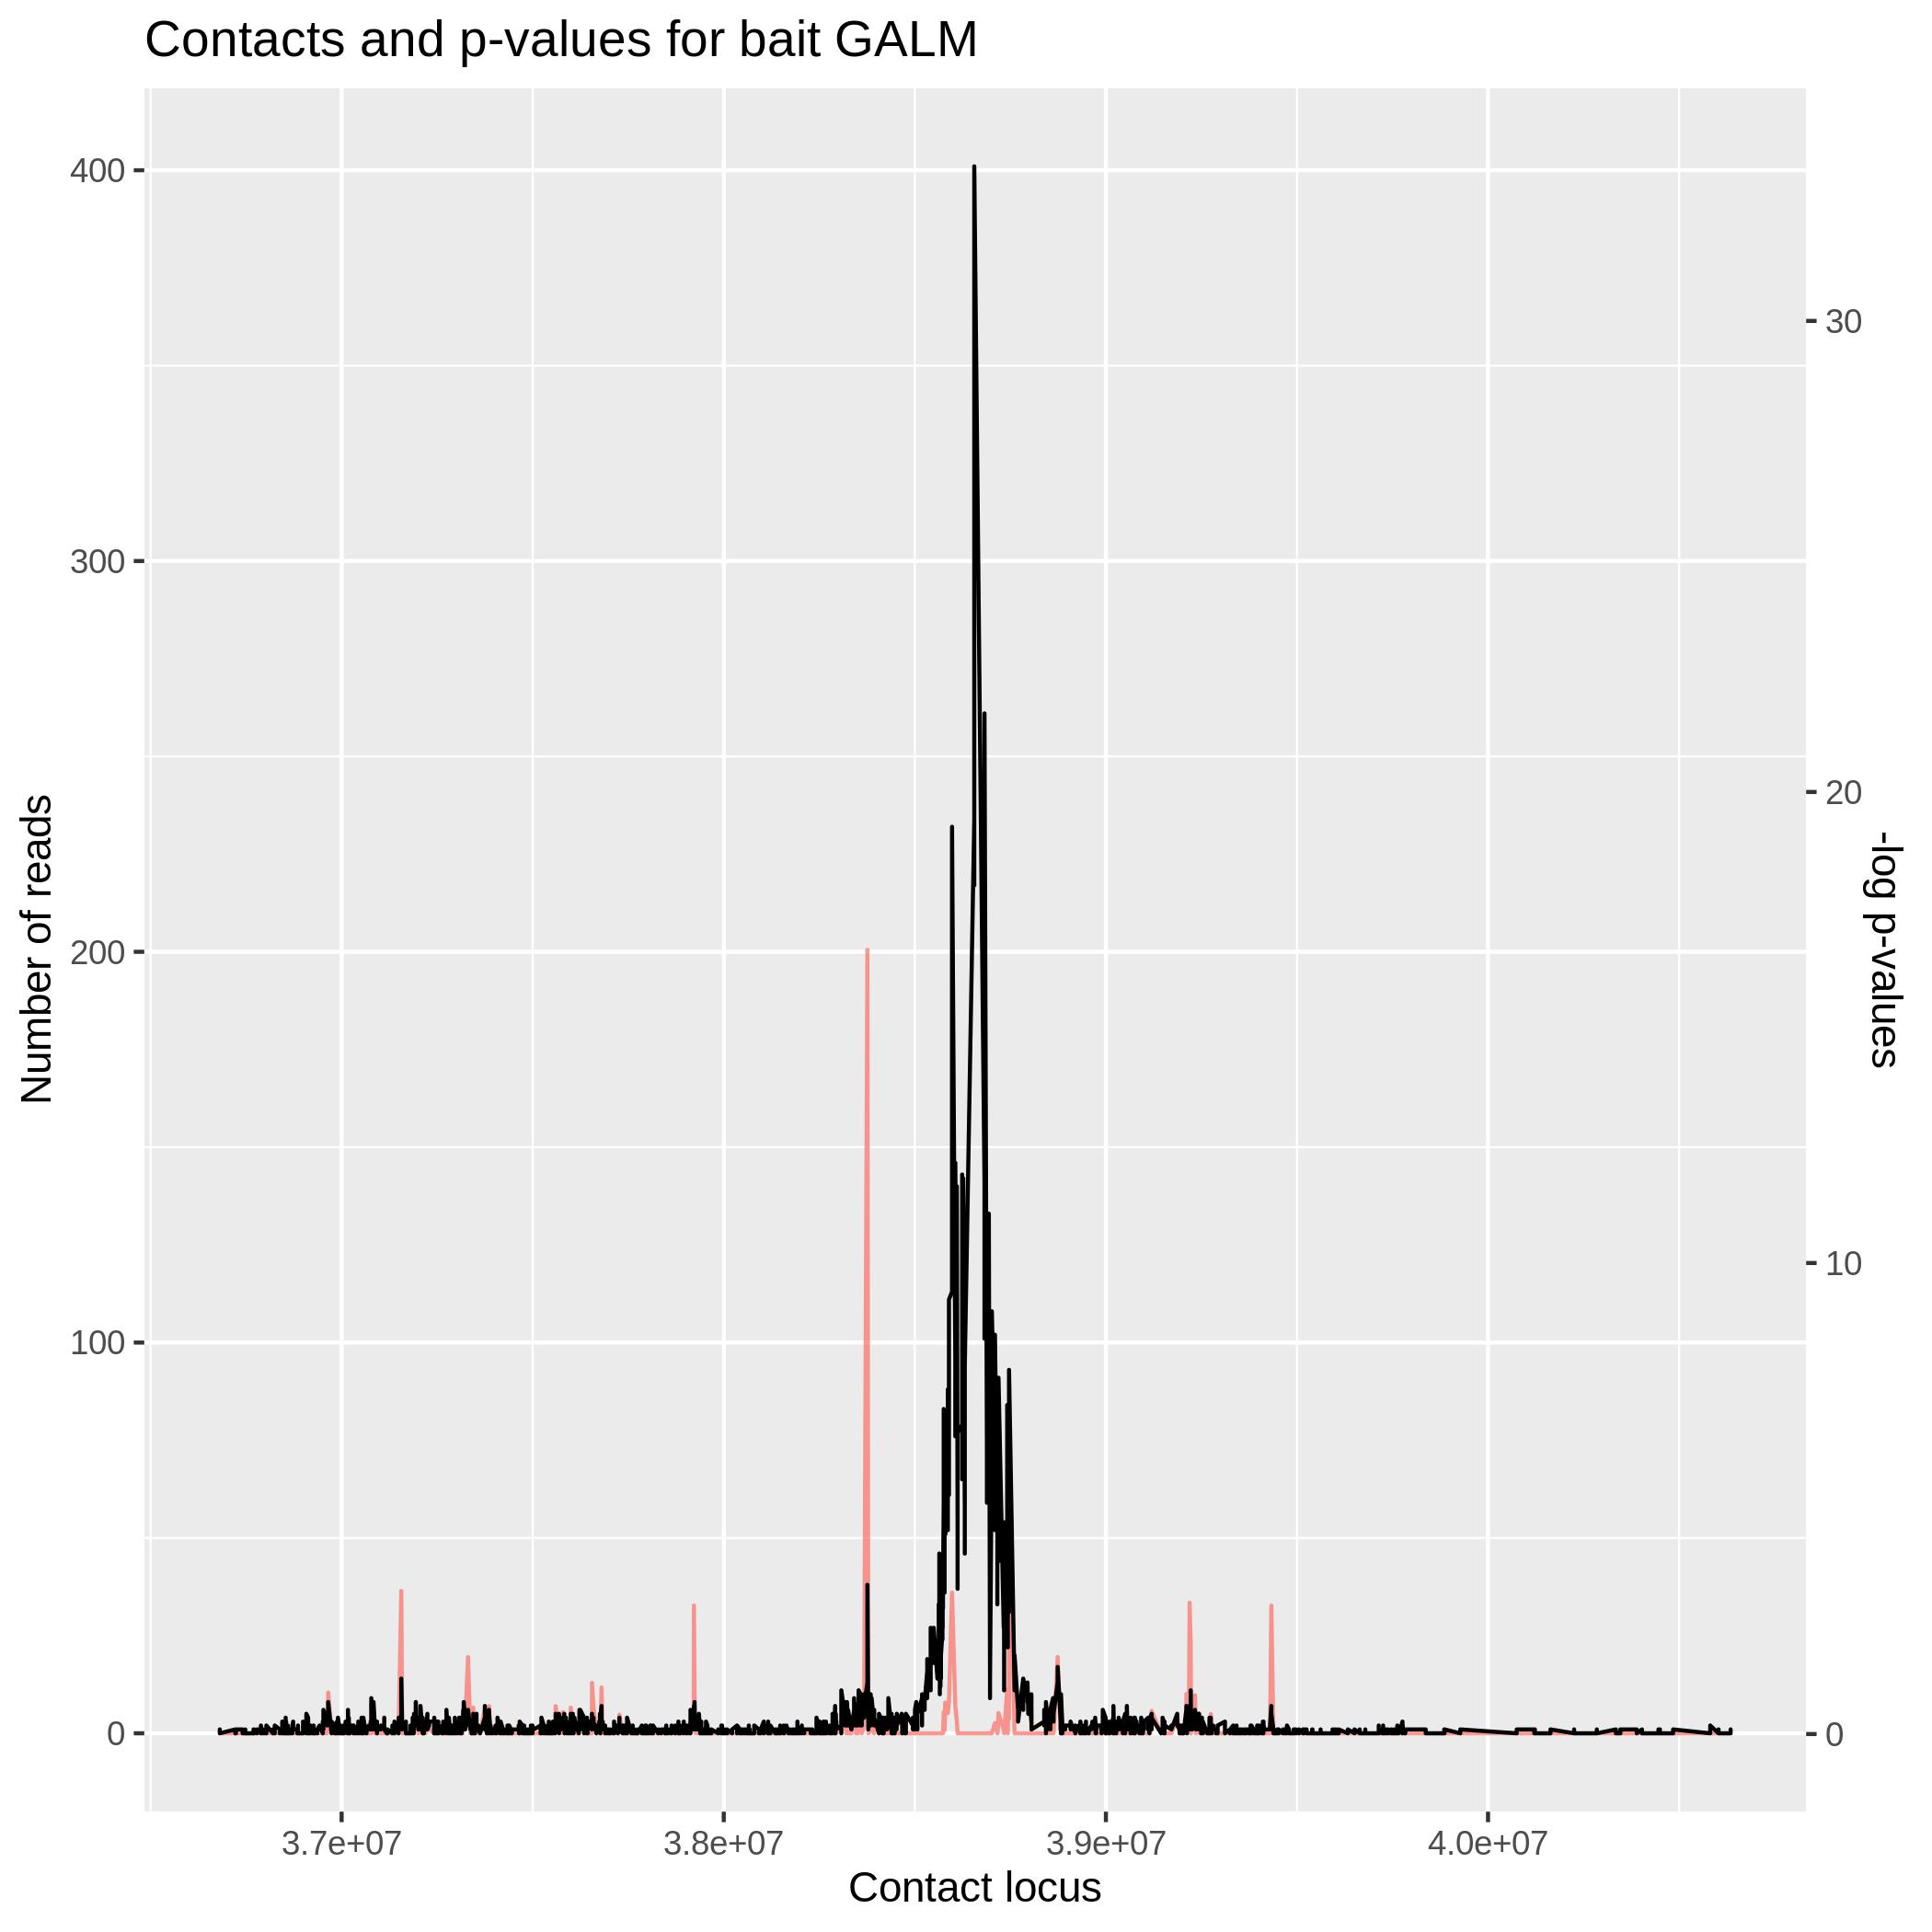 Contacts and p-values for bait GALM
400
300
200
100
0
Number of reads
30
20
10
0
-log p-values
3.7e+07
3.8e+07
3.9e+07
4.0e+07
Contact locus